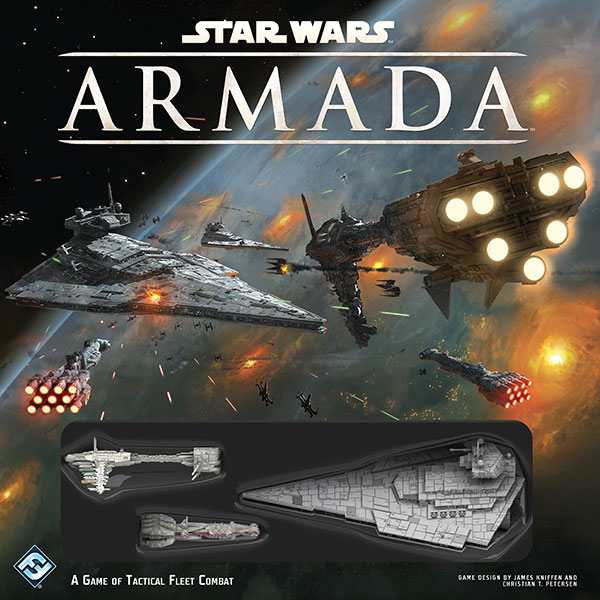 STAR WARS
ARMADA
A GAME OF TACTICAL FLEET COMBAT
GAME DESIGN BY JAMES KNIFFEN AND
CHRISTIAN T. PETERSEN